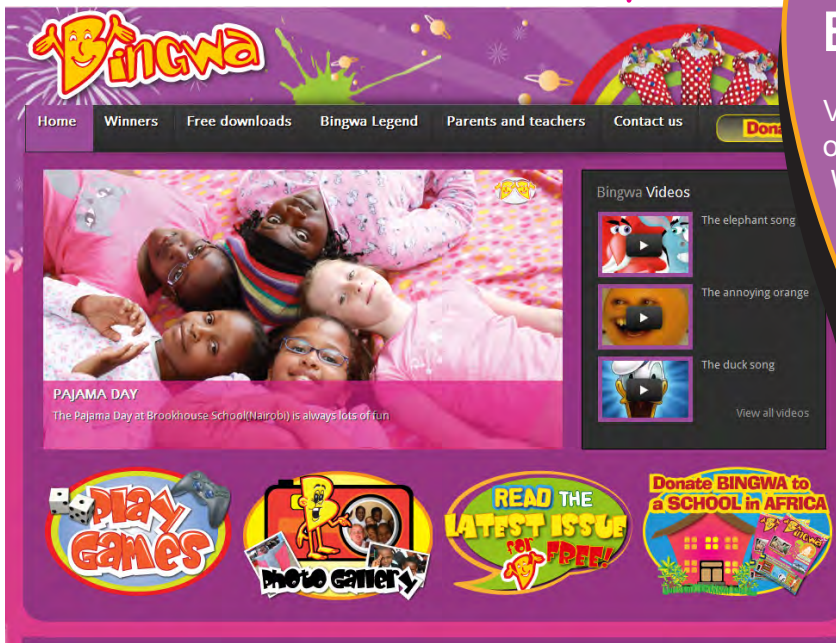 Bingwa
Home Winners Free downloads Bingwa Legend Parents and teachers Contact us
Bingwa Videos
The elephant song
The annoying orange
The duck song
View all videos
PAJAMA DAY
The Pajama Day at Brookhouse School(Nairobi) is always lots of fun
PLAY
GAMES
PHOTO GALLERY
READ THE
LATEST ISSUE
for
FREE!
Donate BINGWA to
a SCHOOL in AFRICA
Bingwa